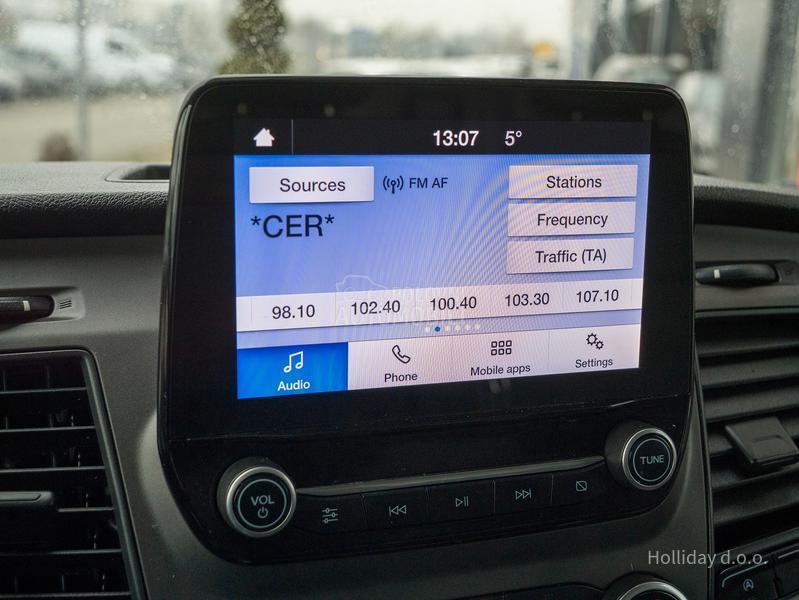 13:07 5°
Sources FM AF Stations
*CER* Frequency
Traffic (TA)
98.10 102.40 100.40 103.30 107.10
AUTOMOBILI
Audio Phone Mobile apps Settings
VOL TUNE
Holliday d.o.o.
A